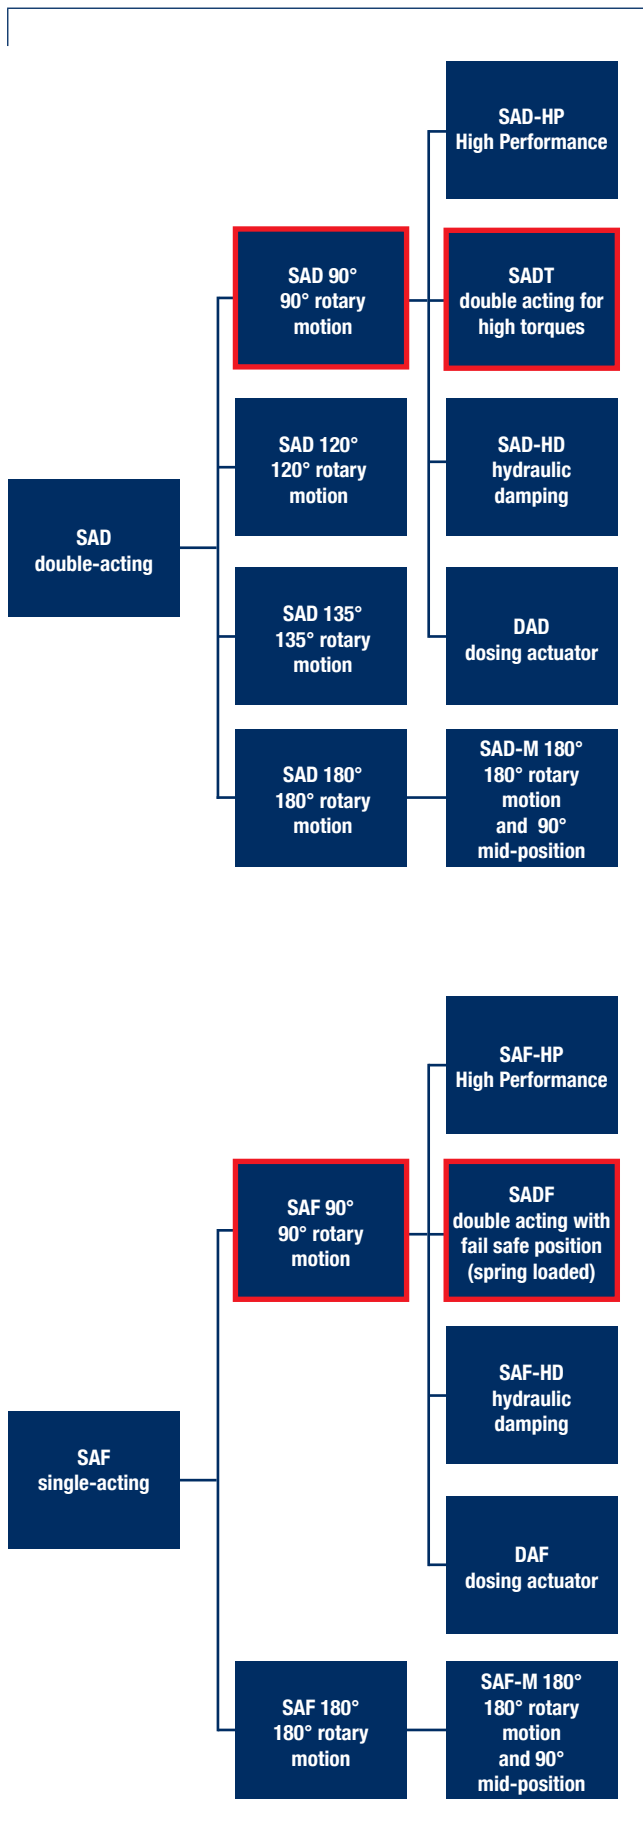 SAD-HP
High Performance
SAD 90°
90° rotary
motion
SADT
double acting for
high torques
SAD 120°
120° rotary
motion
SAD-HD
hydraulic
damping
SAD
double-acting
SAD 135°
135° rotary
motion
DAD
dosing actuator
SAD 180°
180° rotary
motion
SAD-M 180°
180° rotary
motion
and 90°
mid-position
SAF-HP
High Performance
SAF 90°
90° rotary
motion
SADF
double acting with
fail safe position
(spring loaded)
SAF-HD
hydraulic
damping
SAF
single-acting
DAF
dosing actuator
SAF 180°
180° rotary
motion
SAF-M 180°
180° rotary
motion
and 90°
mid-position